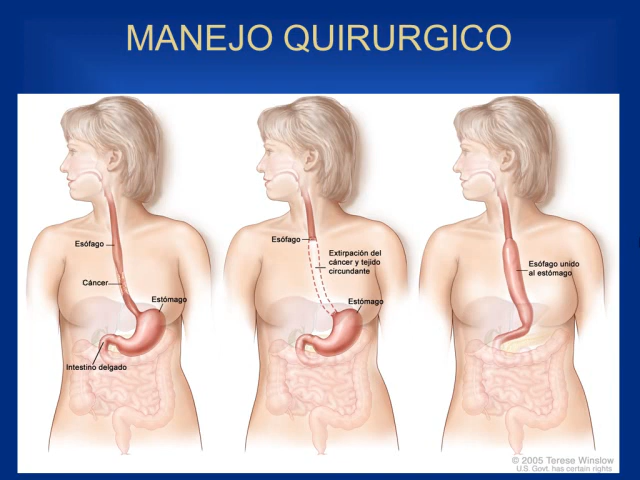 MANEJO QUIRURGICO
Esófago
Cáncer
Estómago
Intestino delgado
Esófago
Extirpación del
cáncer y tejido
circundante
Estómago
Esófago unido
al estómago
© 2005 Terese Winslow
U.S. Govt. has certain rights